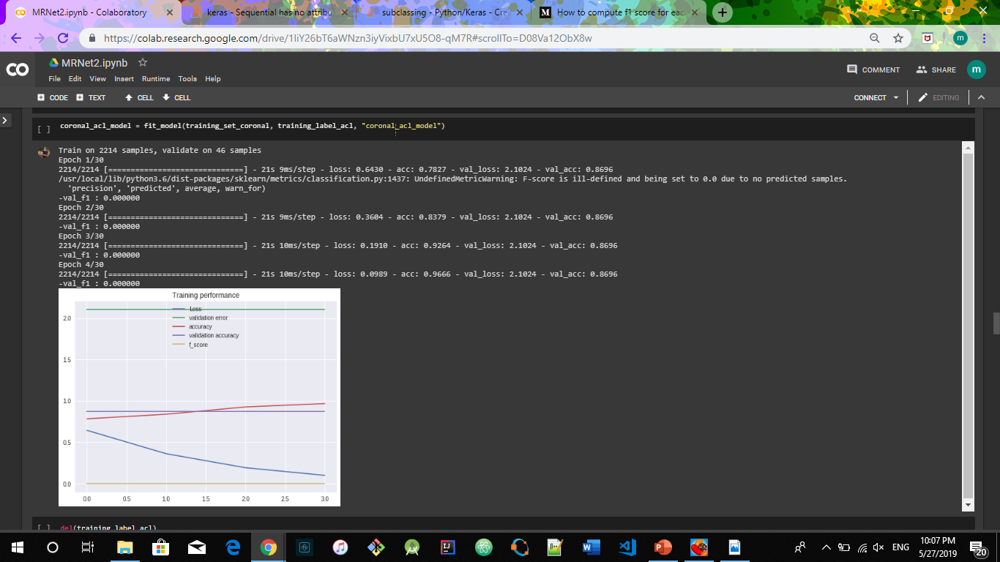 MRNet2.ipynb - Colaboratory
keras - Sequential has no attribu
subclassing - Python/Keras - Cre
M
How to compute f1 score for eac
https://colab.research.google.com/drive/1liY26bT6aWNzn3iyVixbU7xU5O8-qM7R#scrollTo=D08Va12ObX8w
m
CO
MRNet2.ipynb
File Edit View Insert Runtime Tools Help
COMMENT
SHARE
m
CODE TEXT CELL CELL
CONNECT
EDITING
[ ] coronal_acl_model = fit_model(training_set_coronal, training_label_acl, "coronal_acl_model")
Train on 2214 samples, validate on 46 samples
Epoch 1/30
2214/2214 [==============================] - 21s 9ms/step - loss: 0.6430 - acc: 0.7827 - val_loss: 2.1024 - val_acc: 0.8696
/usr/local/lib/python3.6/dist-packages/sklearn/metrics/classification.py:1437: UndefinedMetricWarning: F-score is ill-defined and being set to 0.0 due to no predicted samples.
'precision', 'predicted', average, warn_for)
-val_f1 : 0.000000
Epoch 2/30
2214/2214 [==============================] - 21s 9ms/step - loss: 0.3604 - acc: 0.8379 - val_loss: 2.1024 - val_acc: 0.8696
-val_f1 : 0.000000
Epoch 3/30
2214/2214 [==============================] - 21s 10ms/step - loss: 0.1910 - acc: 0.9264 - val_loss: 2.1024 - val_acc: 0.8696
-val_f1 : 0.000000
Epoch 4/30
2214/2214 [==============================] - 21s 10ms/step - loss: 0.0989 - acc: 0.9666 - val_loss: 2.1024 - val_acc: 0.8696
-val_f1 : 0.000000
Training performance
Loss
validation error
accuracy
validation accuracy
f_score
2.0
1.5
1.0
0.5
0.0
0.0 0.5 1.0 1.5 2.0 2.5 3.0
[ ] del(training_label_acl)
ENG
10:07 PM
5/27/2019
20